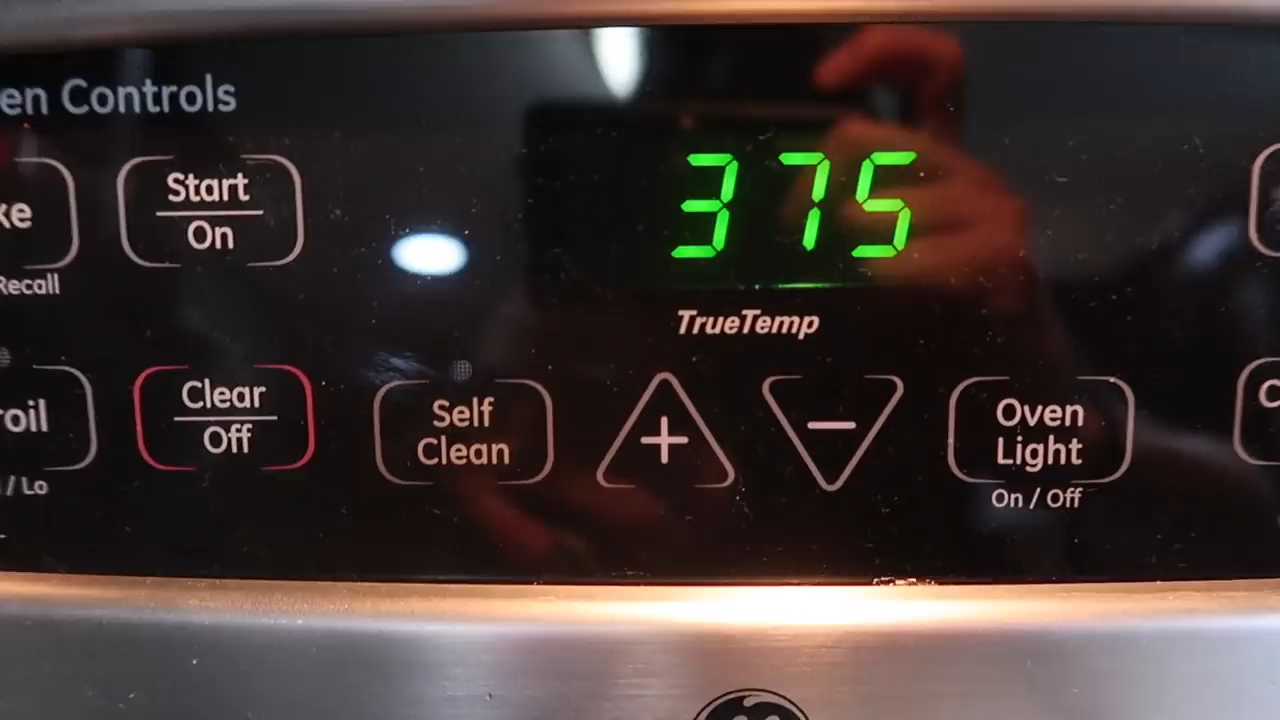 en Controls
375
ke
Start
On
Recall
TrueTemp
roil
Clear
Off
Self
Clean
+
−
Oven
Light
C
/ Lo
On / Off